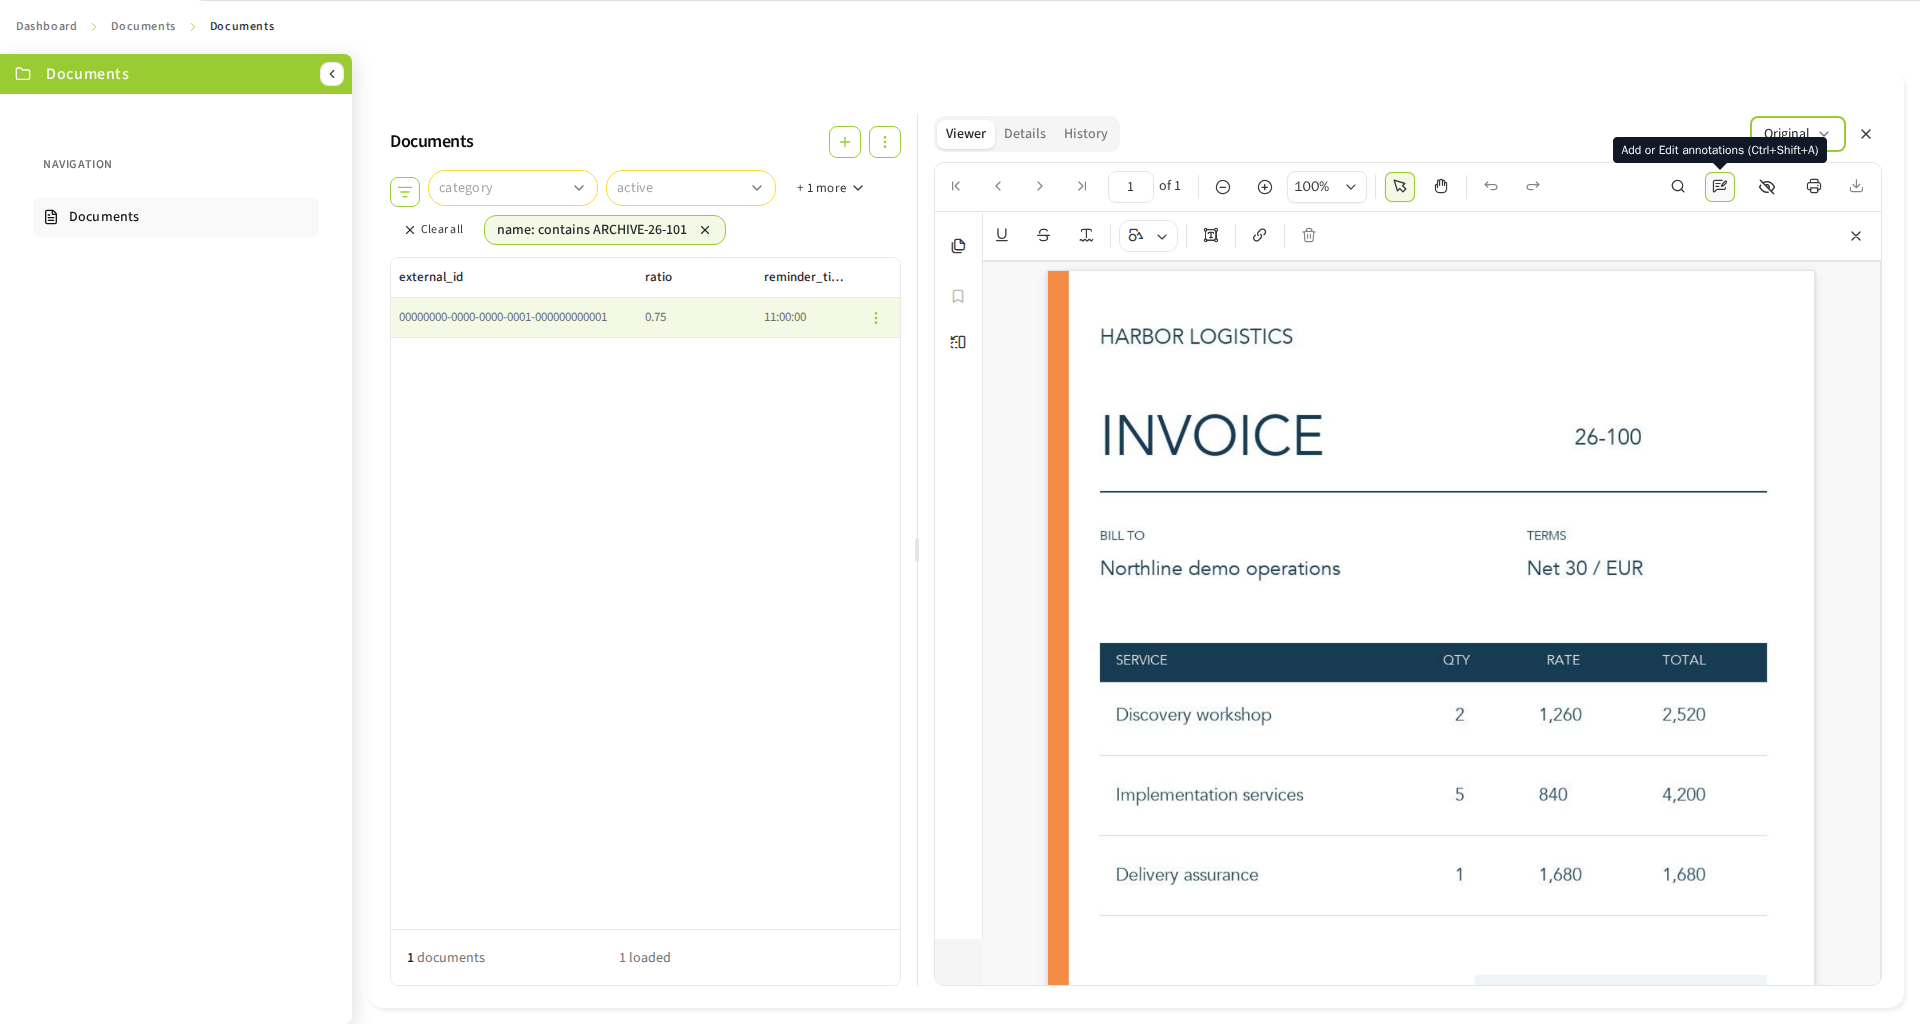 Dashboard Documents Documents
Documents
NAVIGATION
Documents
Documents
category active + 1 more
Clear all name: contains ARCHIVE-26-101
external_id ratio reminder_ti...
00000000-0000-0000-0001-000000000001 0.75 11:00:00
1 documents 1 loaded
Viewer Details History Original
Add or Edit annotations (Ctrl+Shift+A)
1 of 1 100%
HARBOR LOGISTICS
INVOICE 26-100
BILL TO TERMS
Northline demo operations Net 30 / EUR
SERVICE QTY RATE TOTAL
Discovery workshop 2 1,260 2,520
Implementation services 5 840 4,200
Delivery assurance 1 1,680 1,680